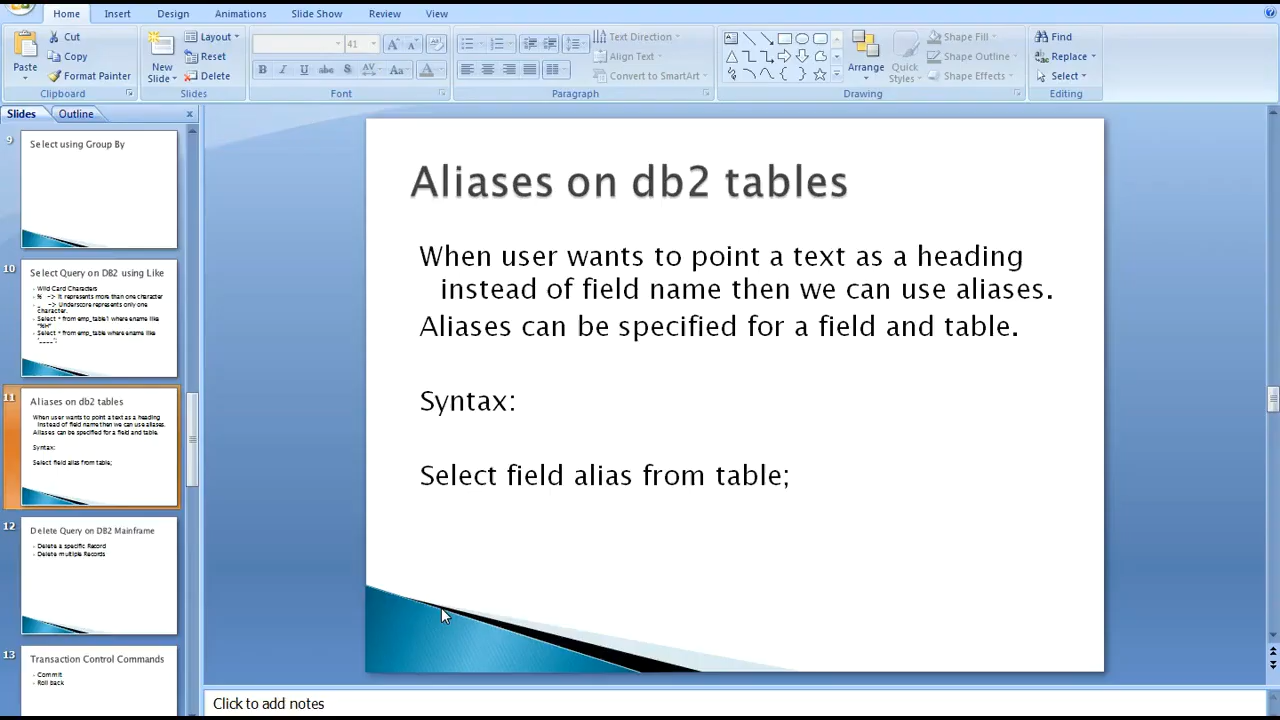 Home Insert Design Animations Slide Show Review View
Cut
Copy
Format Painter
Paste
Clipboard
New
Slide
Layout
Reset
Delete
Slides
41
B I U abc S AV Aa A
Font
Text Direction
Align Text
Convert to SmartArt
Paragraph
Arrange
Quick
Styles
Shape Fill
Shape Outline
Shape Effects
Drawing
Find
Replace
Select
Editing
Slides Outline
9
Select using Group By
10
Select Query on DB2 using Like
Wild Card Characters
% -> It represents more than one character
_ -> Underscore represents only one
Character.
Select * from emp_table1 where ename like
"%H"
Select * from emp_table where ename like
11
Aliases on db2 tables
When user wants to point a text as a heading
instead of field name then we can use aliases.
Aliases can be specified for a field and table.
Syntax:
Select field alias from table;
12
Delete Query on DB2 Mainframe
Delete a specific Record
Delete multiple Records
13
Transaction Control Commands
Commit
Roll back
Aliases on db2 tables
When user wants to point a text as a heading
instead of field name then we can use aliases.
Aliases can be specified for a field and table.
Syntax:
Select field alias from table;
Click to add notes